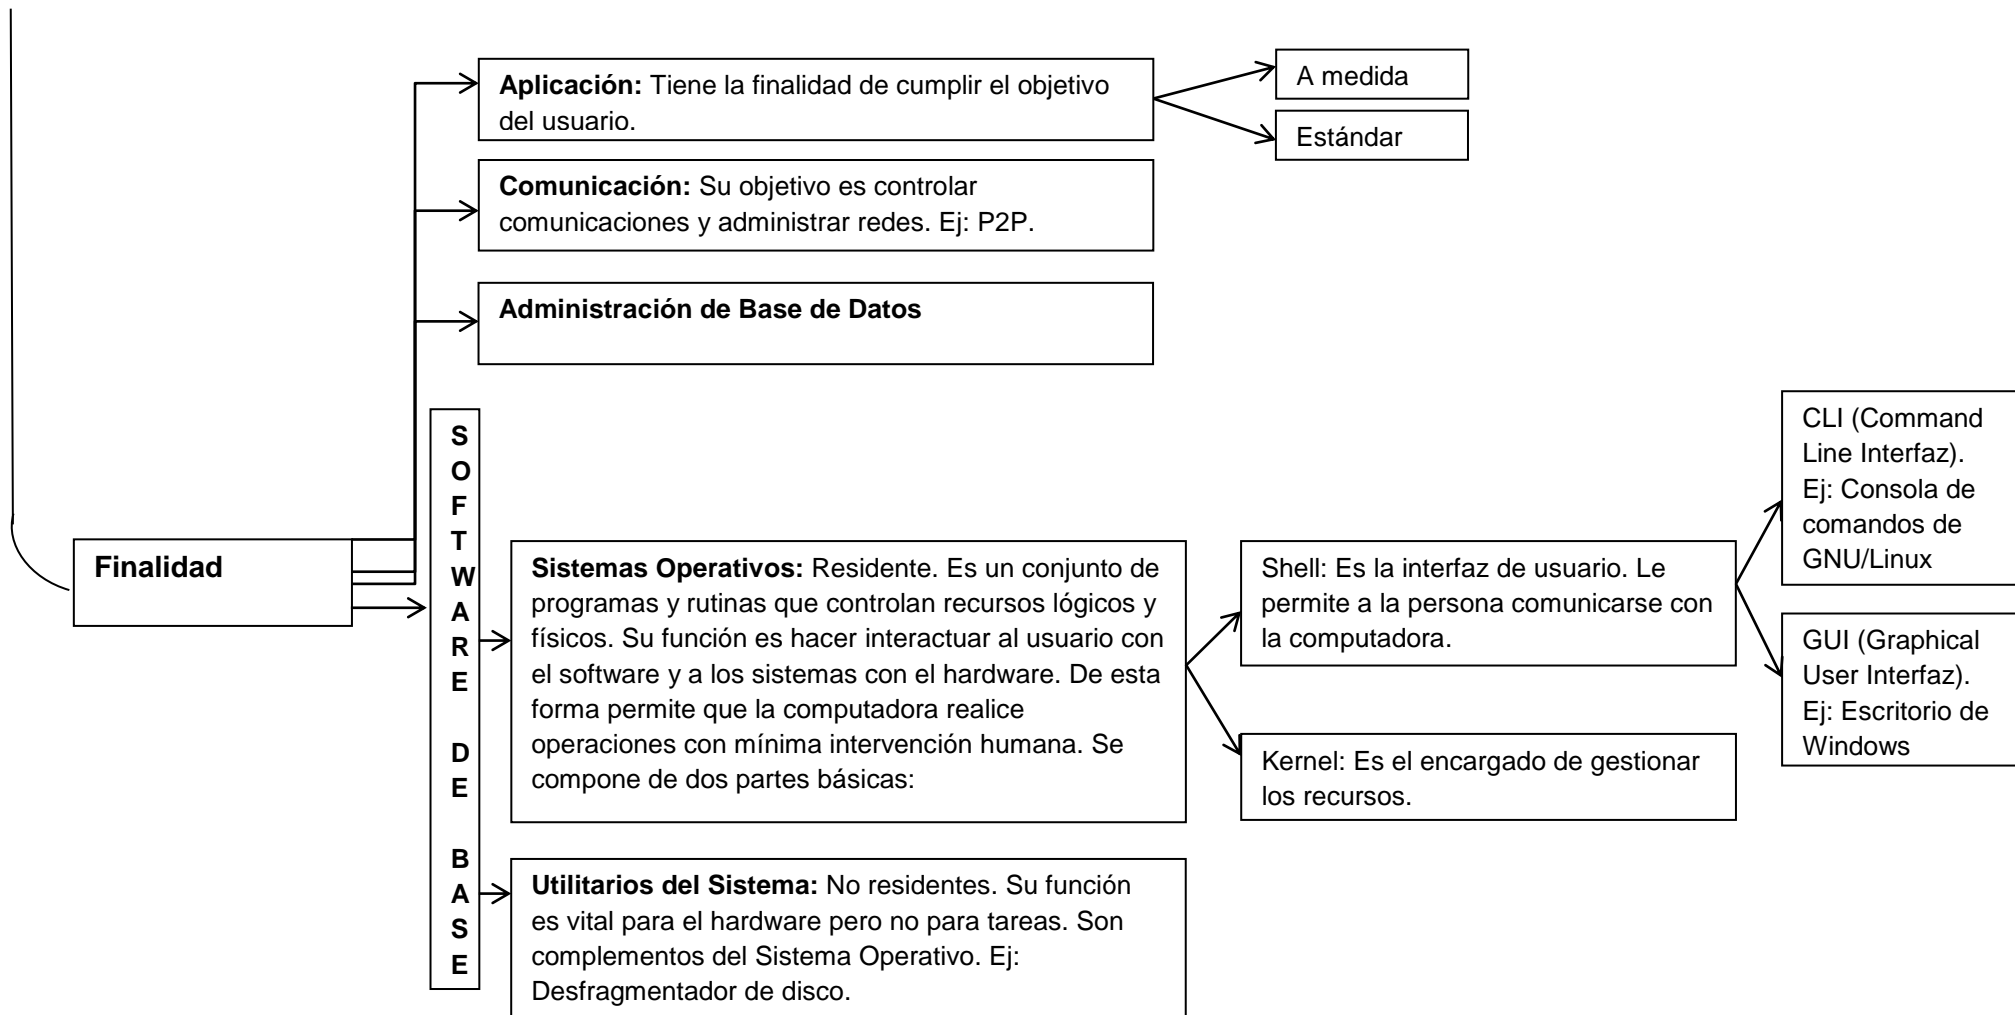 Aplicación: Tiene la finalidad de cumplir el objetivo
del usuario.
A medida
Estándar
Comunicación: Su objetivo es controlar
comunicaciones y administrar redes. Ej: P2P.
Administración de Base de Datos
Finalidad
S
O
F
T
W
A
R
E
D
E
B
A
S
E
Sistemas Operativos: Residente. Es un conjunto de
programas y rutinas que controlan recursos lógicos y
físicos. Su función es hacer interactuar al usuario con
el software y a los sistemas con el hardware. De esta
forma permite que la computadora realice
operaciones con mínima intervención humana. Se
compone de dos partes básicas:
Shell: Es la interfaz de usuario. Le
permite a la persona comunicarse con
la computadora.
CLI (Command
Line Interfaz).
Ej: Consola de
comandos de
GNU/Linux
GUI (Graphical
User Interfaz).
Ej: Escritorio de
Windows
Kernel: Es el encargado de gestionar
los recursos.
Utilitarios del Sistema: No residentes. Su función
es vital para el hardware pero no para tareas. Son
complementos del Sistema Operativo. Ej:
Desfragmentador de disco.